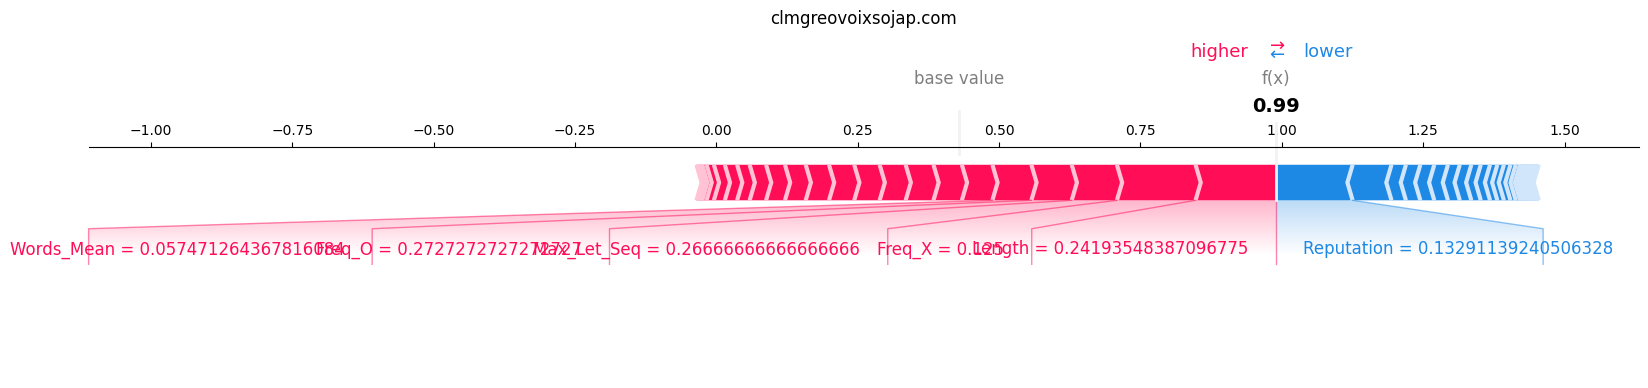 clmgreovoixsojap.com
higher ⇄ lower
base value f(x)
0.99
−1.00 −0.75 −0.50 −0.25 0.00 0.25 0.50 0.75 1.00 1.25 1.50
Words_Mean = 0.05747126436781608­4 Freq_O = 0.2727272727272727 Max_Let_Seq = 0.26666666666666666 Freq_X = 0.125 Length = 0.24193548387096775 Reputation = 0.13291139240506328